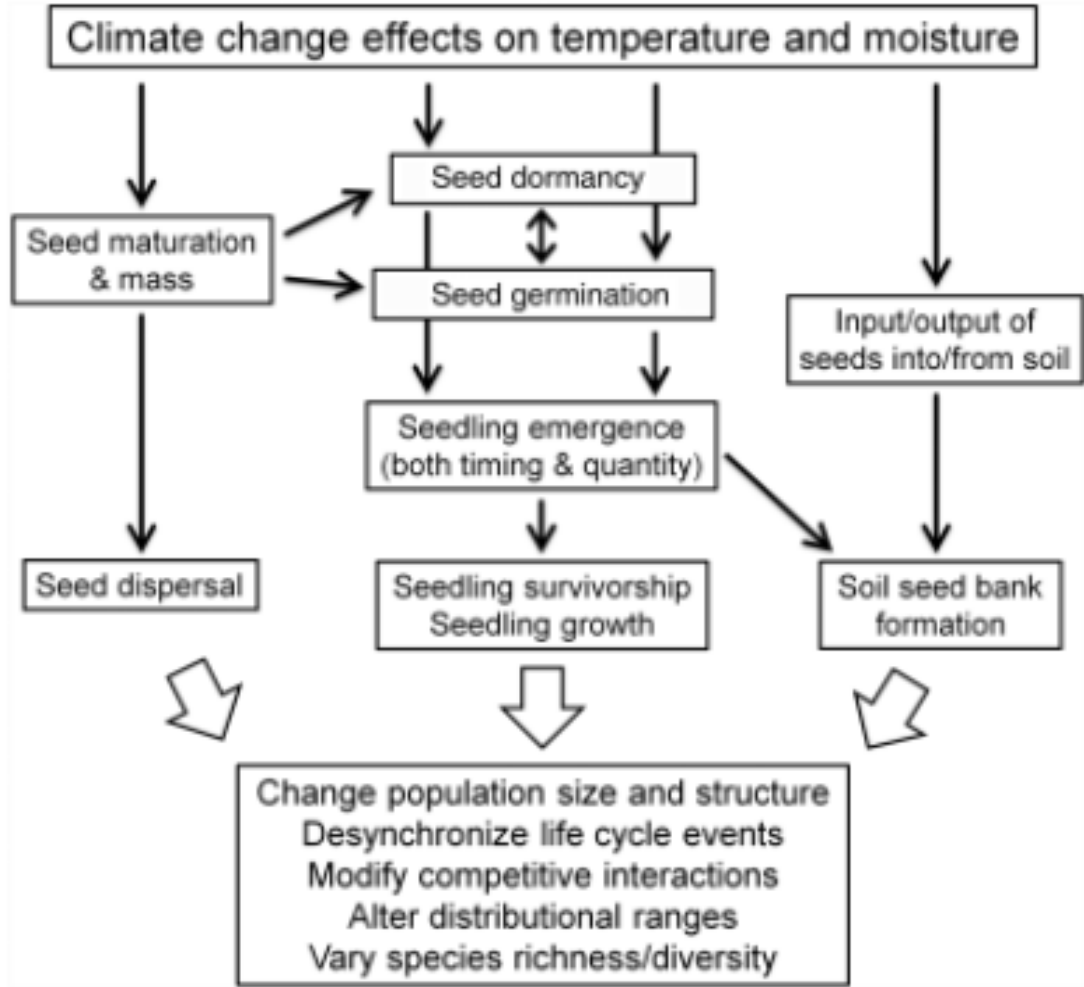 Climate change effects on temperature and moisture
Seed dormancy
Seed maturation
& mass
Seed germination
Input/output of
seeds into/from soil
Seedling emergence
(both timing & quantity)
Seed dispersal
Seedling survivorship
Seedling growth
Soil seed bank
formation
Change population size and structure
Desynchronize life cycle events
Modify competitive interactions
Alter distributional ranges
Vary species richness/diversity